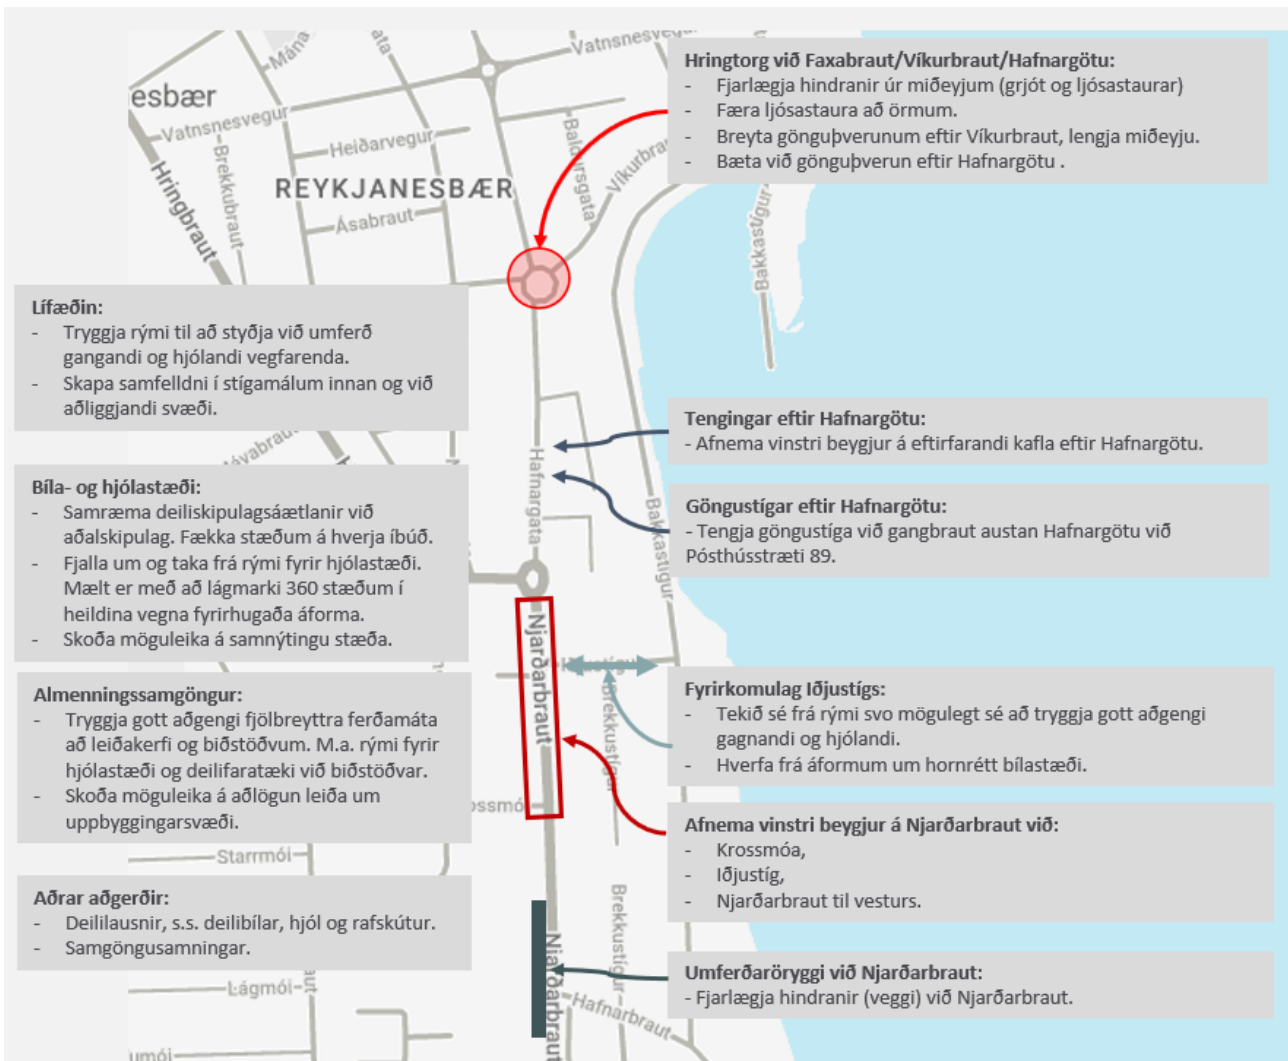 Hringtorg við Faxabraut/Víkurbraut/Hafnargötu:
- Fjarlægja hindranir úr miðeyjum (grjót og ljósastaurar)
- Færa ljósastaura að örmum.
- Breyta gönguþverunum eftir Víkurbraut, lengja miðeyju.
- Bæta við gönguþverun eftir Hafnargötu .
Lífæðin:
- Tryggja rými til að styðja við umferð
gangandi og hjólandi vegfarenda.
- Skapa samfelldni í stígamálum innan og við
aðliggjandi svæði.
Tengingar eftir Hafnargötu:
- Afnema vinstri beygjur á eftirfarandi kafla eftir Hafnargötu.
Bíla- og hjólastæði:
- Samræma deiliskipulagsáætlanir við
aðalskipulag. Fækka stæðum á hverja íbúð.
- Fjalla um og taka frá rými fyrir hjólastæði.
Mælt er með að lágmarki 360 stæðum í
heildina vegna fyrirhugaða áforma.
- Skoða möguleika á samnýtingu stæða.
Göngustígar eftir Hafnargötu:
- Tengja göngustíga við gangbraut austan Hafnargötu við
Pósthússtræti 89.
Almenningssamgöngur:
- Tryggja gott aðgengi fjölbreyttra ferðamáta
að leiðakerfi og biðstöðvum. M.a. rými fyrir
hjólastæði og deilifaratæki við biðstöðvar.
- Skoða möguleika á aðlögun leiða um
uppbyggingarsvæði.
Fyrirkomulag Iðjustígs:
- Tekið sé frá rými svo mögulegt sé að tryggja gott aðgengi
gagnandi og hjólandi.
- Hverfa frá áformum um hornrétt bílastæði.
Afnema vinstri beygjur á Njarðarbraut við:
- Krossmóa,
- Iðjustíg,
- Njarðarbraut til vesturs.
Aðrar aðgerðir:
- Deililausnir, s.s. deilibílar, hjól og rafskútur.
- Samgöngusamningar.
Umferðaröryggi við Njarðarbraut:
- Fjarlægja hindranir (veggi) við Njarðarbraut.
esbær
REYKJANESBÆR
Vatnsnesvegur
Vatnsnesve
Mána
Heiðarvegur
Brekkubraut
Hringbraut
Ásabraut
Baldursgata
Víkurbra
Bakkastígur
Hafnargata
Bakkastígur
Njarðarbraut
Brekkustígur
ossmó
Starrmói
Brekkustígur
Njarðarbraut
Lágmói
Hafnarbraut
umói